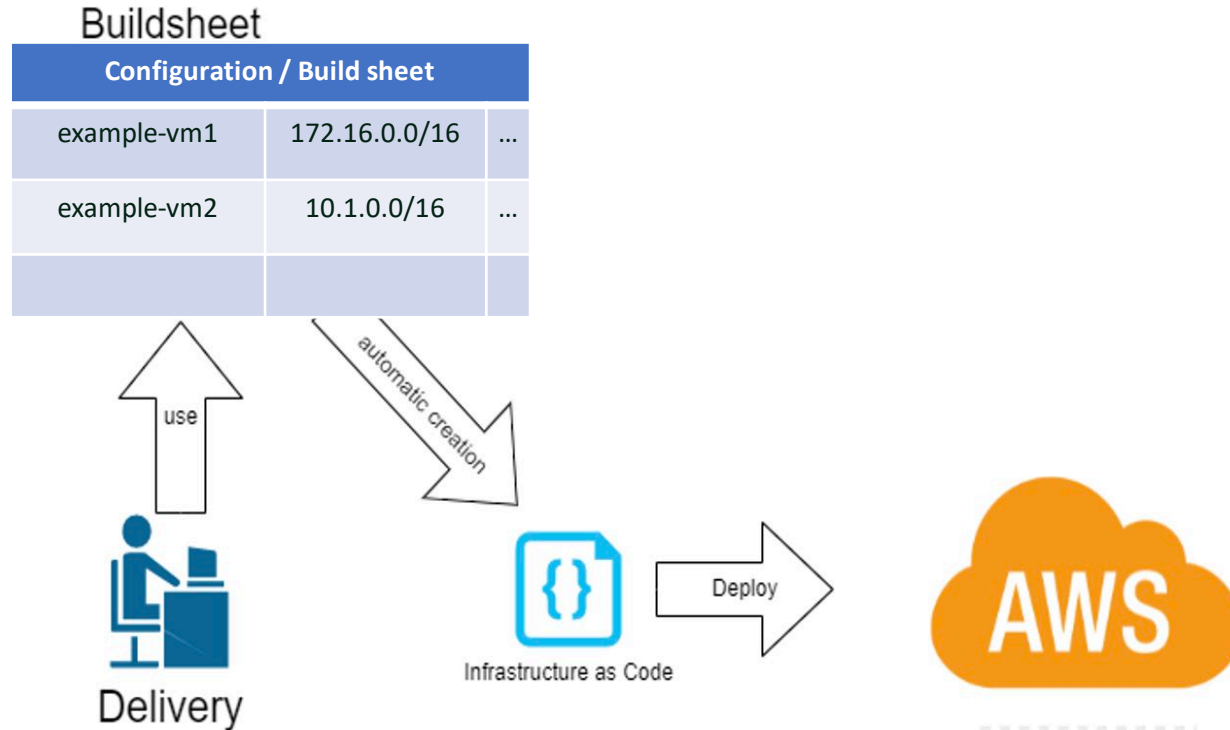 Buildsheet
Configuration / Build sheet
example-vm1 172.16.0.0/16 ...
example-vm2 10.1.0.0/16 ...
use
automatic creation
{}
Deploy
AWS
Infrastructure as Code
Delivery